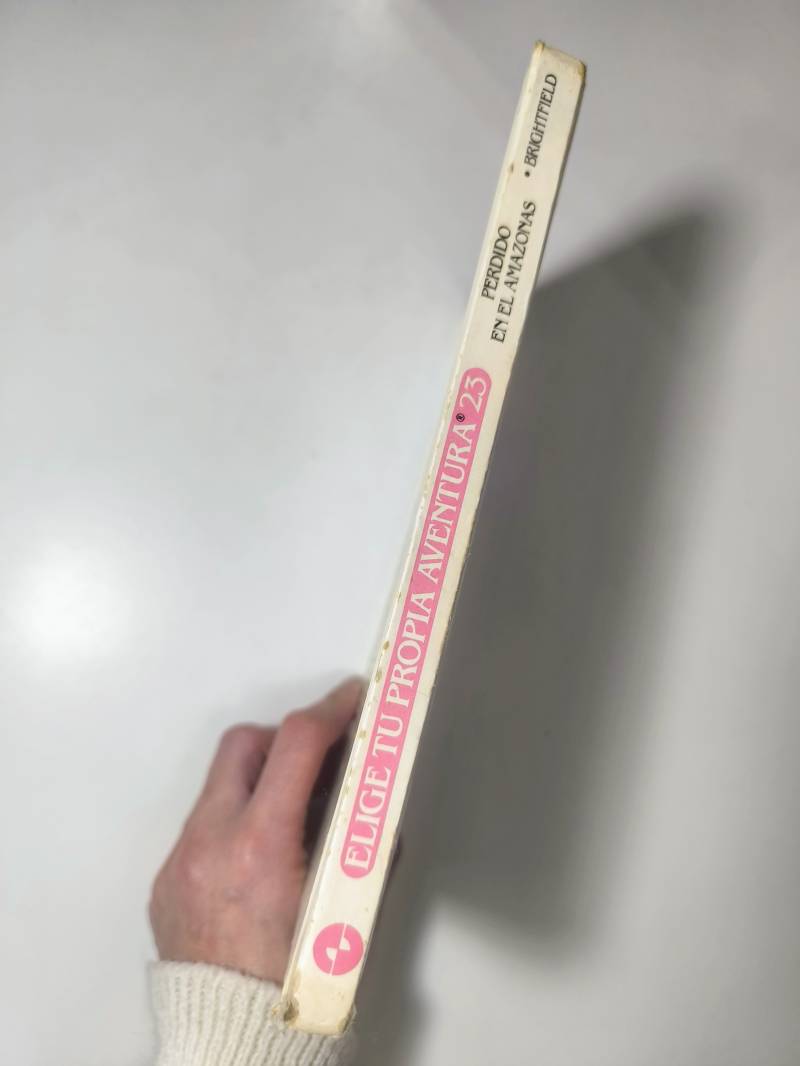 ELIGE TU PROPIA AVENTURA® 23
PERDIDO
EN EL AMAZONAS
• BRIGHTFIELD